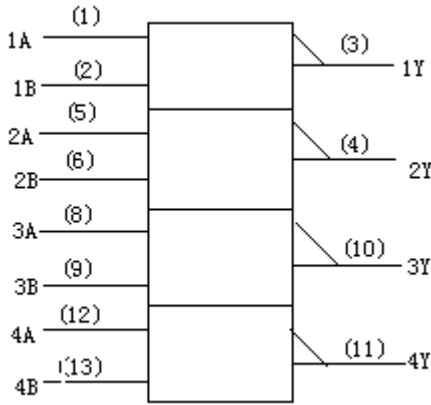 (1)
1A
(3)
1Y
(2)
1B
(5)
2A
(4)
2Y
(6)
2B
(8)
3A
(10)
3Y
(9)
3B
(12)
4A
(11)
4Y
(13)
4B